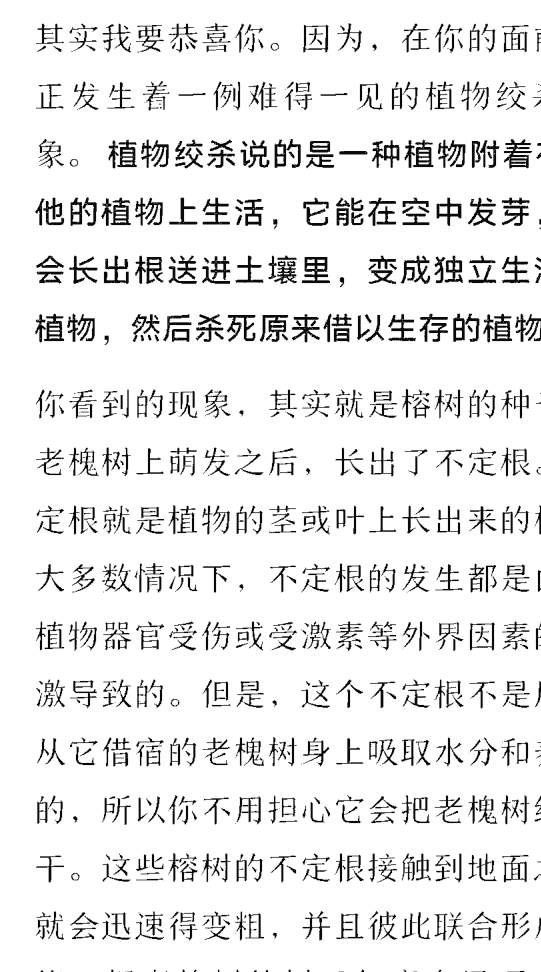 其实我要恭喜你。因为，在你的面
正发生着一例难得一见的植物绞
象。植物绞杀说的是一种植物附着
他的植物上生活，它能在空中发芽，
会长出根送进土壤里，变成独立生
植物，然后杀死原来借以生存的植物
你看到的现象，其实就是榕树的种
老槐树上萌发之后，长出了不定根。
定根就是植物的茎或叶上长出来的
大多数情况下，不定根的发生都是
植物器官受伤或受激素等外界因素
激导致的。但是，这个不定根不是
从它借宿的老槐树身上吸取水分和
的，所以你不用担心它会把老槐树
干。这些榕树的不定根接触到地面
就会迅速得变粗，并且彼此联合形